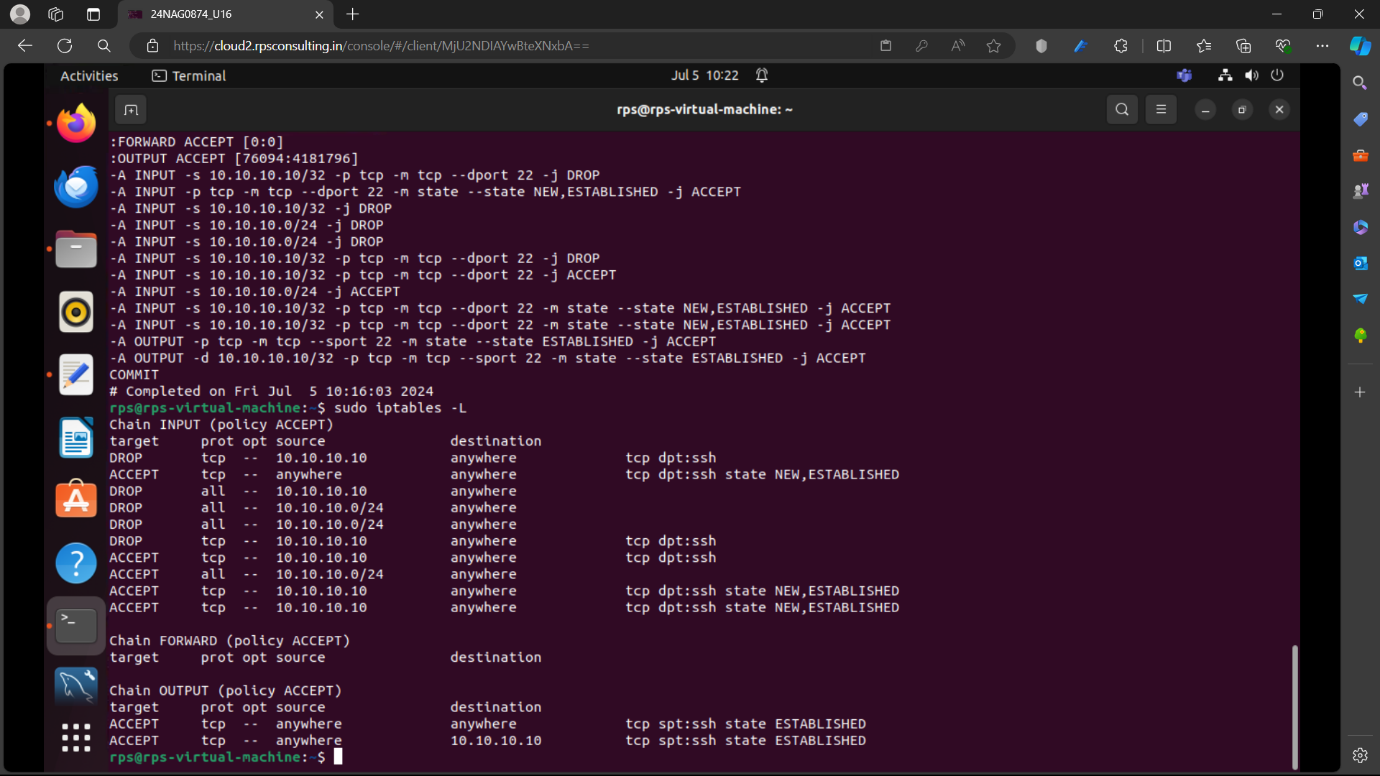 24NAG0874_U16
https://cloud2.rpsconsulting.in/console/#/client/MjU2NDIAYwBteXNxbA==
Activities
Terminal
Jul 5 10:22
rps@rps-virtual-machine: ~
:FORWARD ACCEPT [0:0]
:OUTPUT ACCEPT [76094:4181796]
-A INPUT -s 10.10.10.10/32 -p tcp -m tcp --dport 22 -j DROP
-A INPUT -p tcp -m tcp --dport 22 -m state --state NEW,ESTABLISHED -j ACCEPT
-A INPUT -s 10.10.10.10/32 -j DROP
-A INPUT -s 10.10.10.0/24 -j DROP
-A INPUT -s 10.10.10.0/24 -j DROP
-A INPUT -s 10.10.10.10/32 -p tcp -m tcp --dport 22 -j DROP
-A INPUT -s 10.10.10.10/32 -p tcp -m tcp --dport 22 -j ACCEPT
-A INPUT -s 10.10.10.0/24 -j ACCEPT
-A INPUT -s 10.10.10.10/32 -p tcp -m tcp --dport 22 -m state --state NEW,ESTABLISHED -j ACCEPT
-A INPUT -s 10.10.10.10/32 -p tcp -m tcp --dport 22 -m state --state NEW,ESTABLISHED -j ACCEPT
-A OUTPUT -p tcp -m tcp --sport 22 -m state --state ESTABLISHED -j ACCEPT
-A OUTPUT -d 10.10.10.10/32 -p tcp -m tcp --sport 22 -m state --state ESTABLISHED -j ACCEPT
COMMIT
# Completed on Fri Jul  5 10:16:03 2024
rps@rps-virtual-machine:~$ sudo iptables -L
Chain INPUT (policy ACCEPT)
target     prot opt source               destination
DROP       tcp  --  10.10.10.10          anywhere             tcp dpt:ssh
ACCEPT     tcp  --  anywhere             anywhere             tcp dpt:ssh state NEW,ESTABLISHED
DROP       all  --  10.10.10.10          anywhere
DROP       all  --  10.10.10.0/24        anywhere
DROP       all  --  10.10.10.0/24        anywhere
DROP       tcp  --  10.10.10.10          anywhere             tcp dpt:ssh
ACCEPT     tcp  --  10.10.10.10          anywhere             tcp dpt:ssh
ACCEPT     all  --  10.10.10.0/24        anywhere
ACCEPT     tcp  --  10.10.10.10          anywhere             tcp dpt:ssh state NEW,ESTABLISHED
ACCEPT     tcp  --  10.10.10.10          anywhere             tcp dpt:ssh state NEW,ESTABLISHED
Chain FORWARD (policy ACCEPT)
target     prot opt source               destination
Chain OUTPUT (policy ACCEPT)
target     prot opt source               destination
ACCEPT     tcp  --  anywhere             anywhere             tcp spt:ssh state ESTABLISHED
ACCEPT     tcp  --  anywhere             10.10.10.10          tcp spt:ssh state ESTABLISHED
rps@rps-virtual-machine:~$